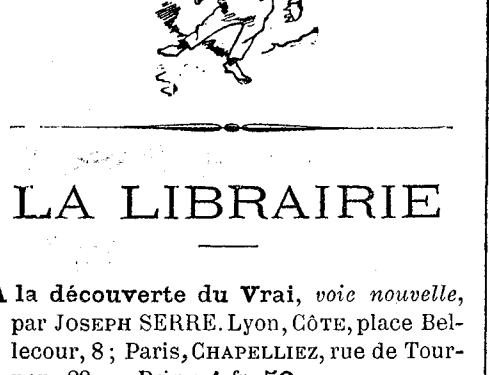 LA LIBRAIRIE
A la découverte du Vrai, voie nouvelle,
par JOSEPH SERRE. Lyon, CÔTE, place Bel-
lecour, 8 ; Paris, CHAPELLIEZ, rue de Tour-